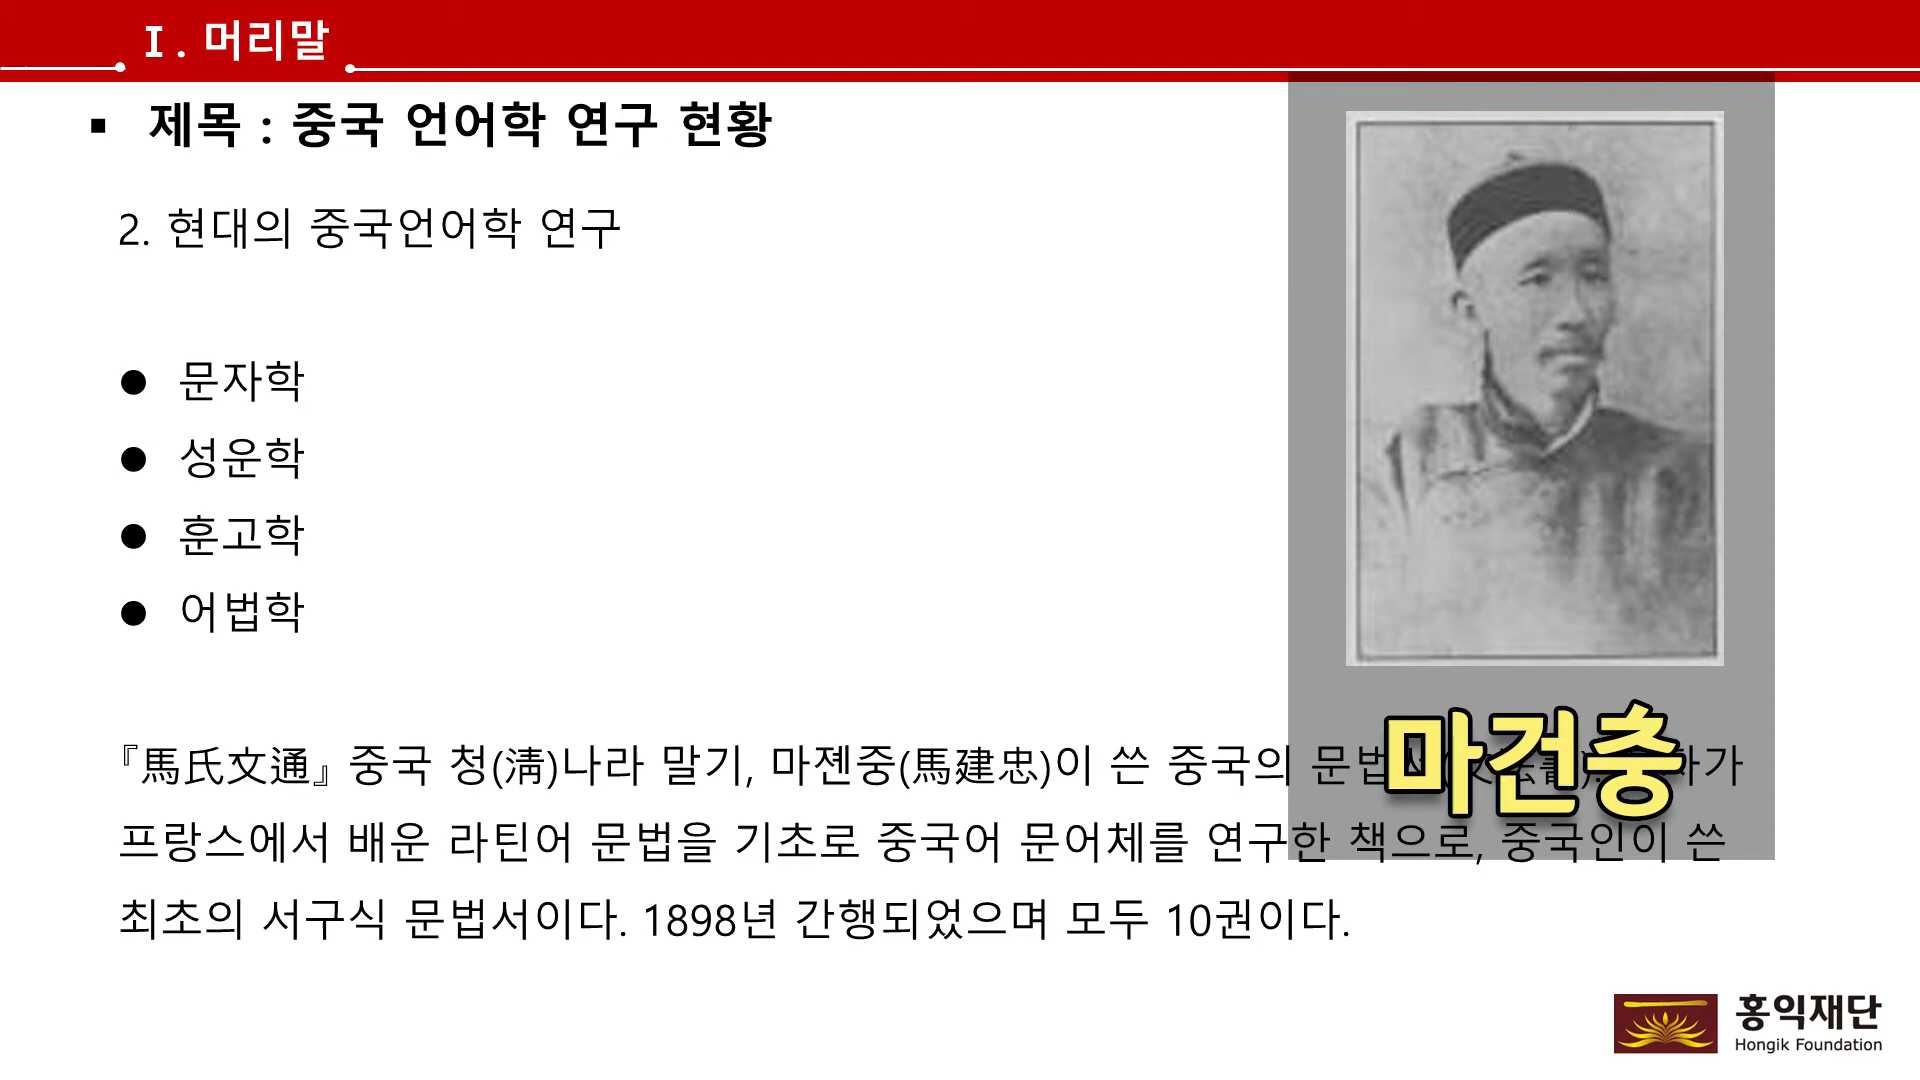 I. 머리말
▪ 제목 : 중국 언어학 연구 현황
2. 현대의 중국언어학 연구
● 문자학
● 성운학
● 훈고학
● 어법학
마건충
『馬氏文通』 중국 청(淸)나라 말기, 마젠중(馬建忠)이 쓴 중국의 문법
프랑스에서 배운 라틴어 문법을 기초로 중국어 문어체를 연구한 책으로, 중국인이 쓴
최초의 서구식 문법서이다. 1898년 간행되었으며 모두 10권이다.
홍익재단
Hongik Foundation